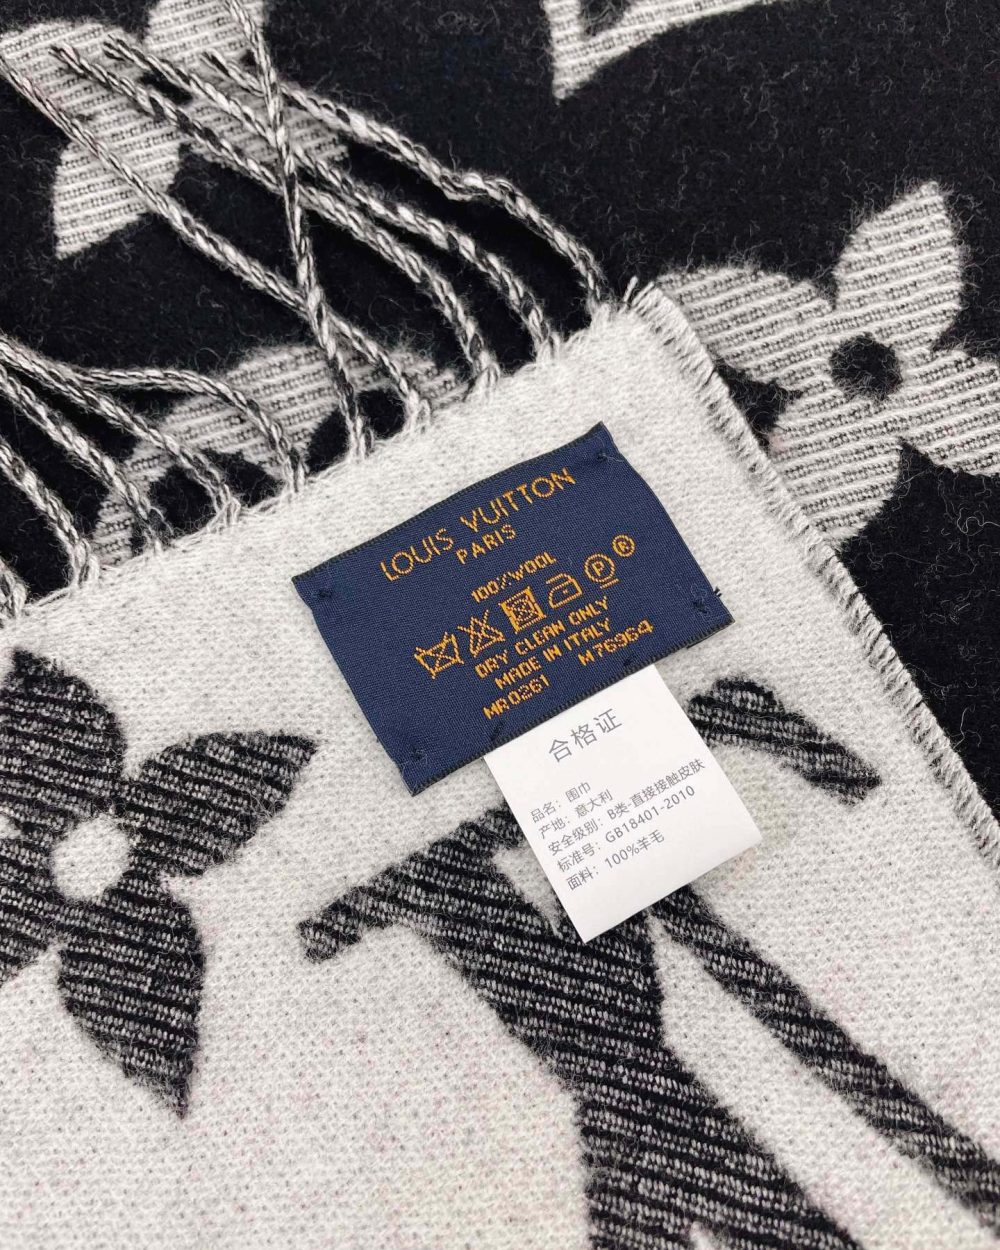 LOUIS VUITTON
PARIS
100% WOOL
P R
DRY CLEAN ONLY
MADE IN ITALY
MR0261 M76964
合格证
品名：围巾
产地：意大利
安全级别：B类-直接接触皮肤
标准号：GB18401-2010
面料：100%羊毛